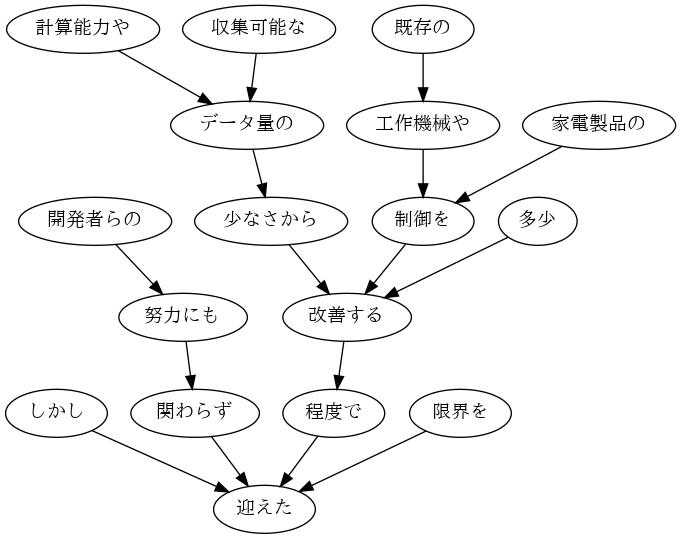 計算能力や
収集可能な
既存の
データ量の
工作機械や
家電製品の
開発者らの
少なさから
制御を
多少
努力にも
改善する
しかし
関わらず
程度で
限界を
迎えた